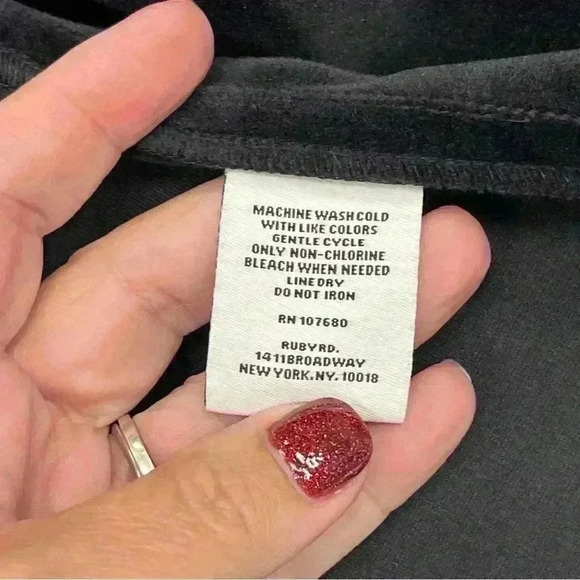 MACHINE WASH COLD
WITH LIKE COLORS
GENTLE CYCLE
ONLY NON-CHLORINE
BLEACH WHEN NEEDED
LINE DRY
DO NOT IRON
RN 107680
RUBY RD.
1411 BROADWAY
NEW YORK.NY. 10018